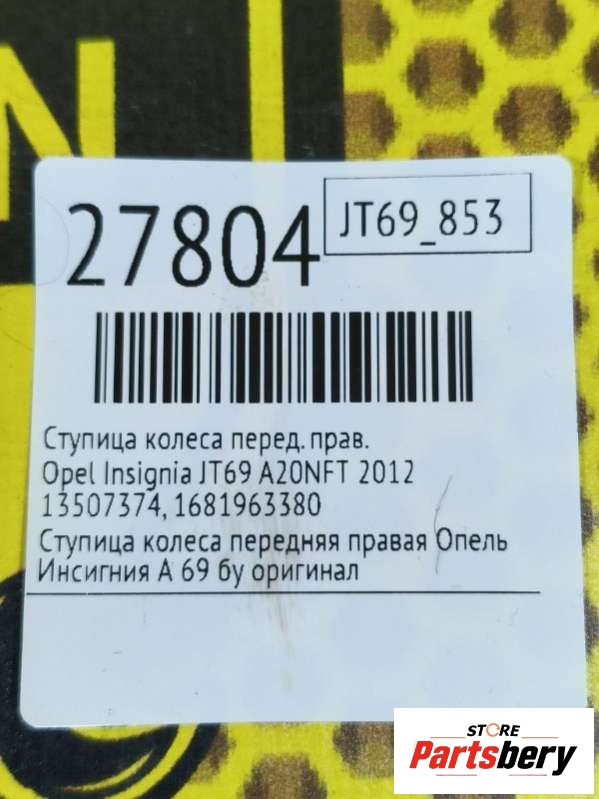 N
27804
JT69_853
Ступица колеса перед. прав.
Opel Insignia JT69 A20NFT 2012
13507374, 1681963380
Ступица колеса передняя правая Опель
Инсигния А 69 бу оригинал
STORE
Partsbery